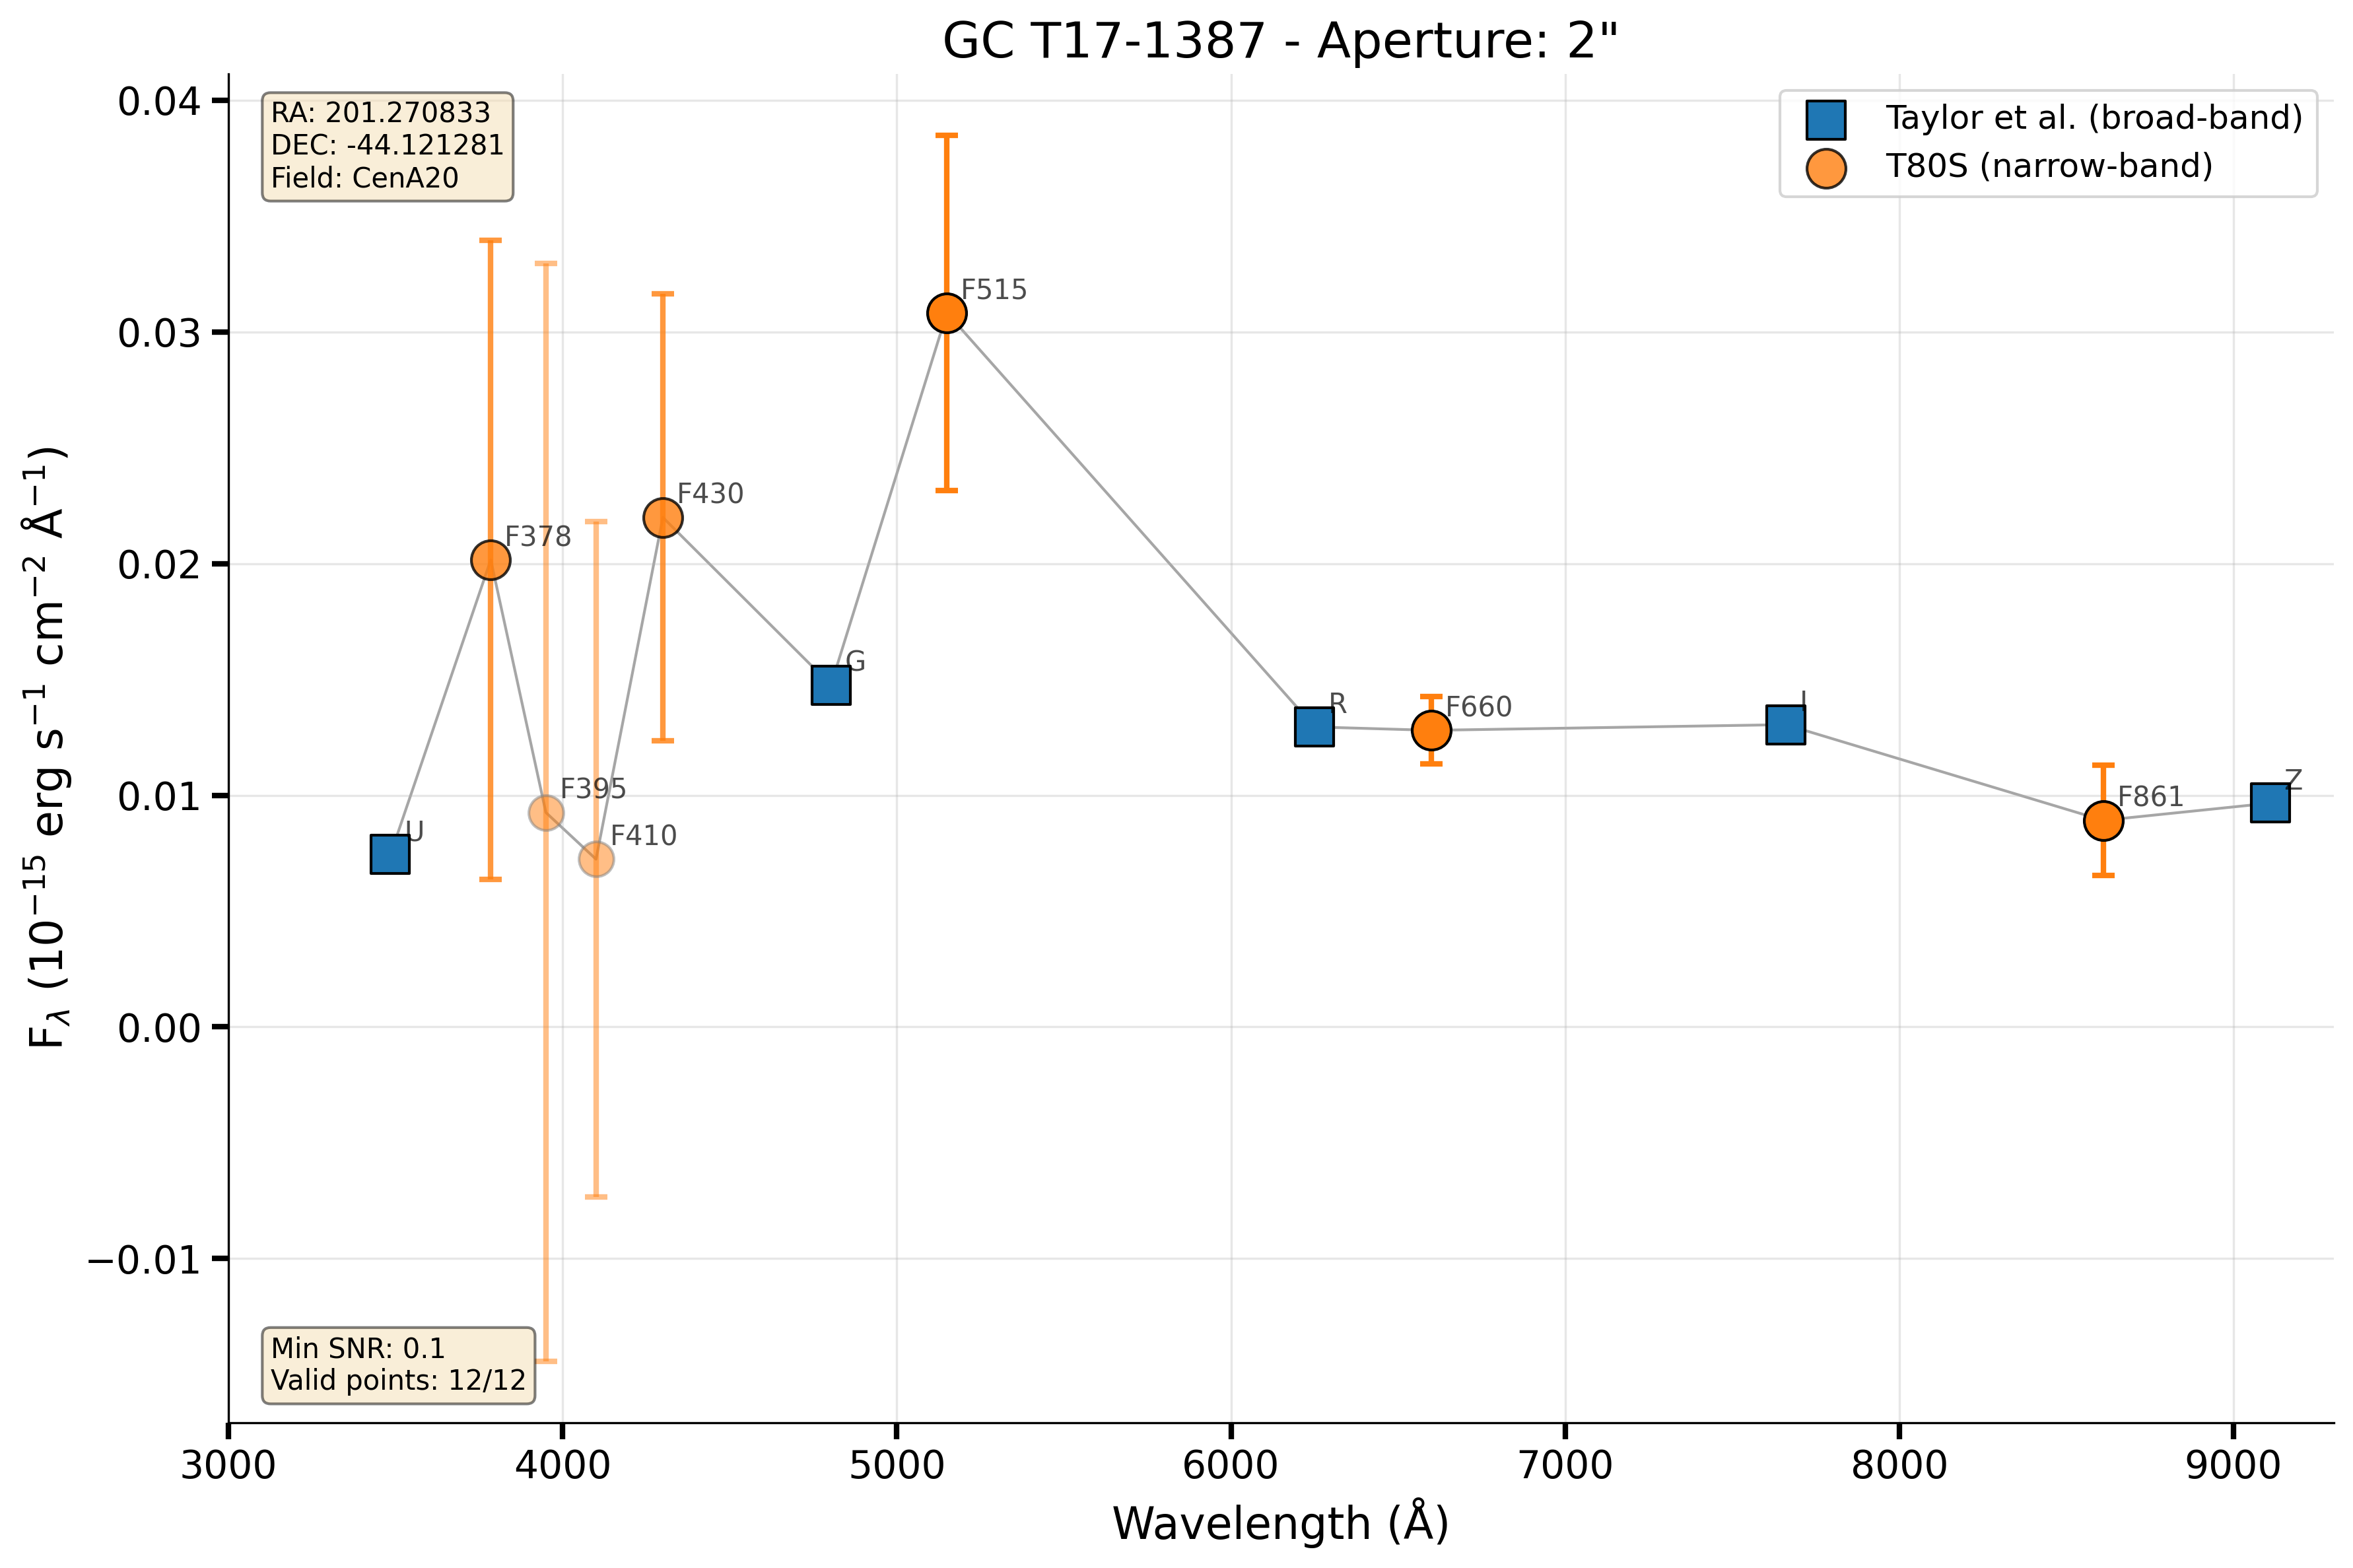 GC T17-1387 - Aperture: 2"
RA: 201.270833
DEC: -44.121281
Field: CenA20
Taylor et al. (broad-band)
T80S (narrow-band)
0.04
0.03
0.02
0.01
0.00
−0.01
F$_{λ}$ (10$^{−15}$ erg s$^{−1}$ cm$^{−2}$ Å$^{−1}$)
U
F378
F395
F410
F430
G
F515
R
F660
I
F861
Z
Min SNR: 0.1
Valid points: 12/12
3000 4000 5000 6000 7000 8000 9000
Wavelength (Å)